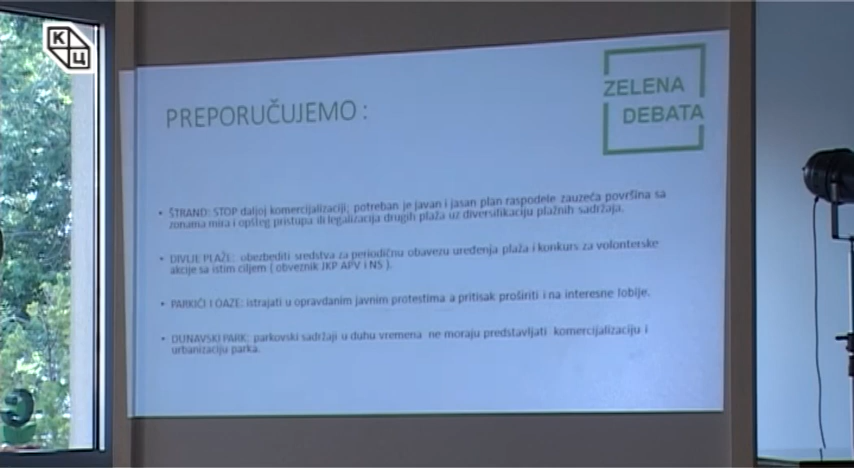 К
Ц
ZELENA
DEBATA
PREPORUČUJEMO :
• ŠTRAND: STOP daljoj komercijalizaciji; potreban je javan i jasan plan raspodele zauzeća površina sa
zonama mira i opšteg pristupa ili legalizacija drugih plaža uz diversifikaciju plažnih sadržaja.
• DIVLJE PLAŽE: obezbediti sredstva za periodičnu obavezu uređenja plaža i konkurs za volonterske
akcije sa istim ciljem ( obveznik JKP APV i NS ).
• PARKIĆI I OAZE: istrajati u opravdanim javnim protestima a pritisak proširiti i na interesne lobije.
• DUNAVSKI PARK: parkovski sadržaji u duhu vremena ne moraju predstavljati komercijalizaciju i
urbanizaciju parka.